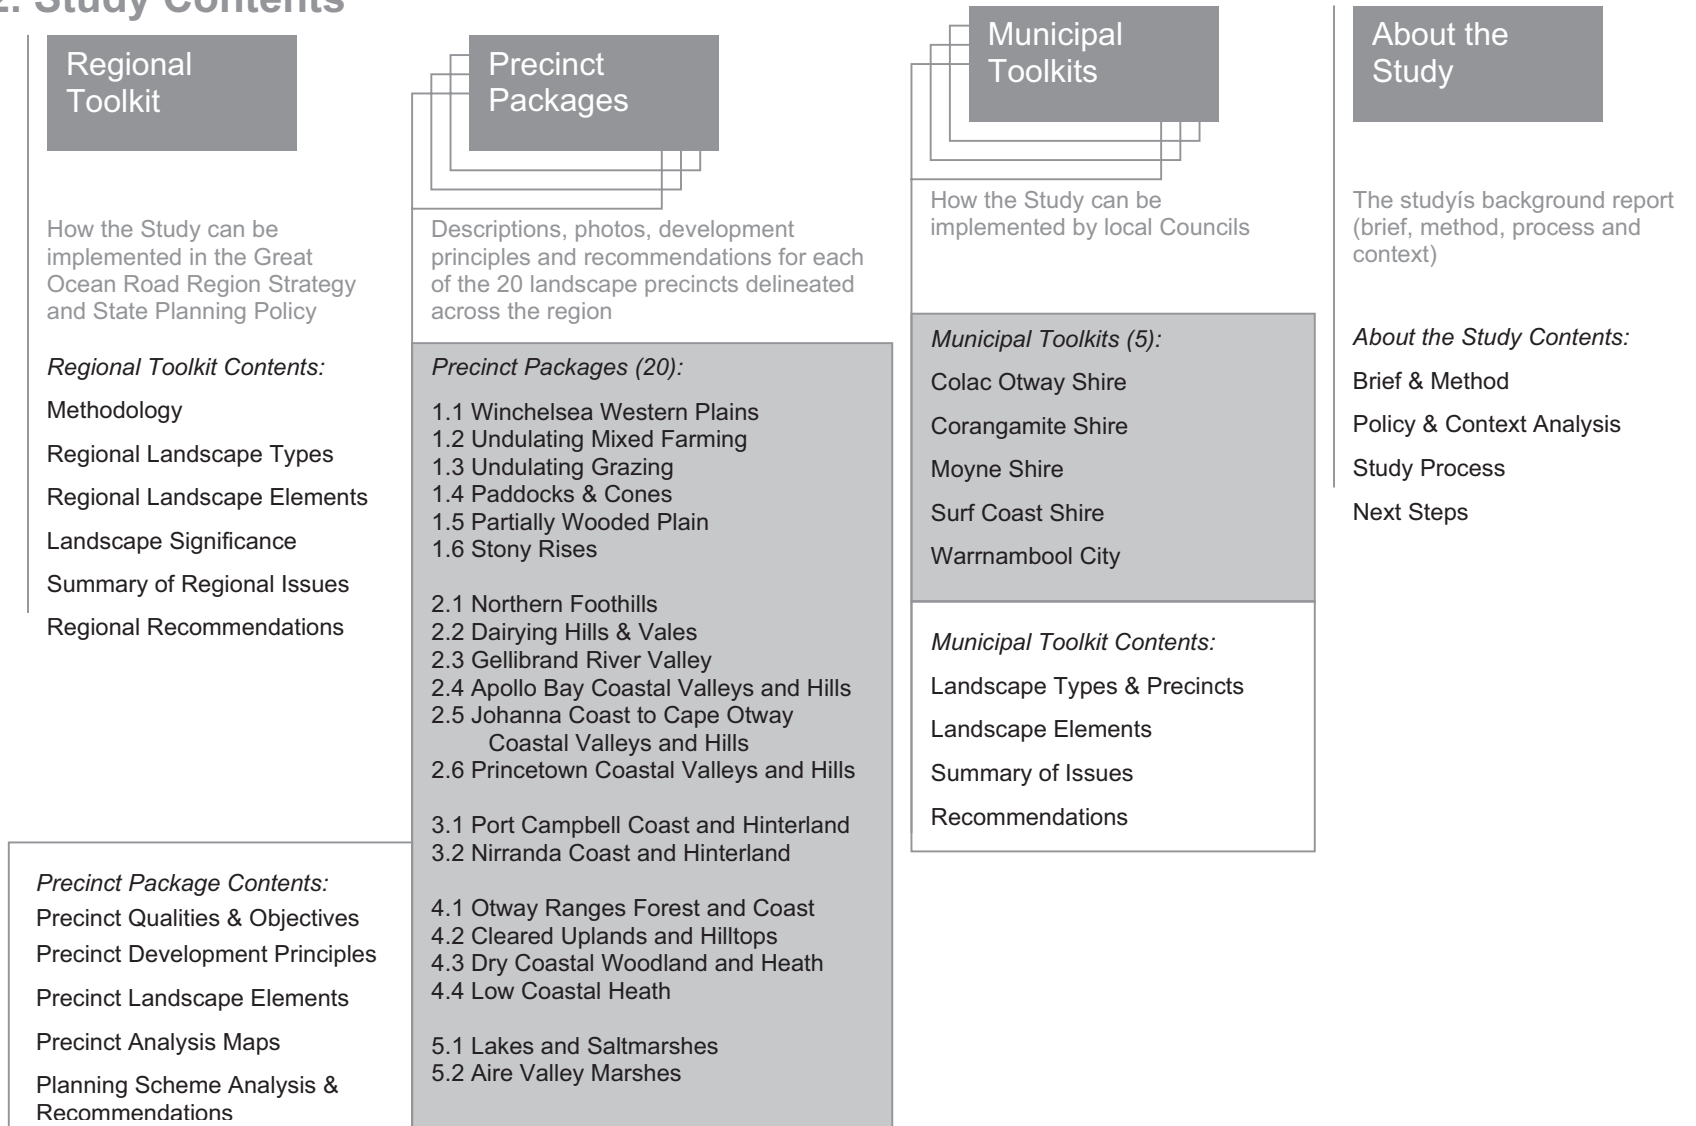 2. Study Contents
Regional
Toolkit
How the Study can be
implemented in the Great
Ocean Road Region Strategy
and State Planning Policy
Regional Toolkit Contents:
Methodology
Regional Landscape Types
Regional Landscape Elements
Landscape Significance
Summary of Regional Issues
Regional Recommendations
Precinct Package Contents:
Precinct Qualities & Objectives
Precinct Development Principles
Precinct Landscape Elements
Precinct Analysis Maps
Planning Scheme Analysis &
Recommendations
Precinct
Packages
Descriptions, photos, development
principles and recommendations for each
of the 20 landscape precincts delineated
across the region
Precinct Packages (20):
1.1 Winchelsea Western Plains
1.2 Undulating Mixed Farming
1.3 Undulating Grazing
1.4 Paddocks & Cones
1.5 Partially Wooded Plain
1.6 Stony Rises
2.1 Northern Foothills
2.2 Dairying Hills & Vales
2.3 Gellibrand River Valley
2.4 Apollo Bay Coastal Valleys and Hills
2.5 Johanna Coast to Cape Otway
Coastal Valleys and Hills
2.6 Princetown Coastal Valleys and Hills
3.1 Port Campbell Coast and Hinterland
3.2 Nirranda Coast and Hinterland
4.1 Otway Ranges Forest and Coast
4.2 Cleared Uplands and Hilltops
4.3 Dry Coastal Woodland and Heath
4.4 Low Coastal Heath
5.1 Lakes and Saltmarshes
5.2 Aire Valley Marshes
Municipal
Toolkits
How the Study can be
implemented by local Councils
Municipal Toolkits (5):
Colac Otway Shire
Corangamite Shire
Moyne Shire
Surf Coast Shire
Warrnambool City
Municipal Toolkit Contents:
Landscape Types & Precincts
Landscape Elements
Summary of Issues
Recommendations
About the
Study
The studyís background report
(brief, method, process and
context)
About the Study Contents:
Brief & Method
Policy & Context Analysis
Study Process
Next Steps